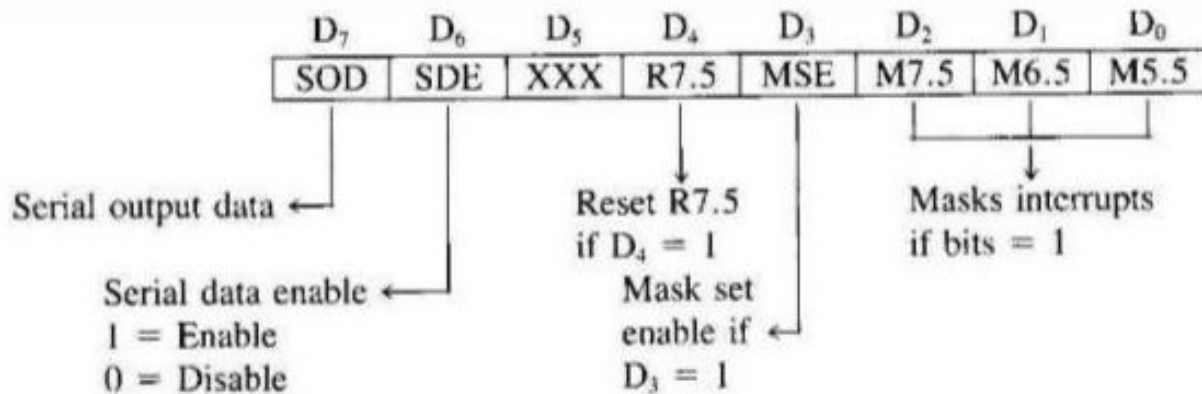 D₇ D₆ D₅ D₄ D₃ D₂ D₁ D₀
SOD SDE XXX R7.5 MSE M7.5 M6.5 M5.5
Serial output data
Reset R7.5
if D₄ = 1
Masks interrupts
if bits = 1
Serial data enable
1 = Enable
0 = Disable
Mask set
enable if
D₃ = 1